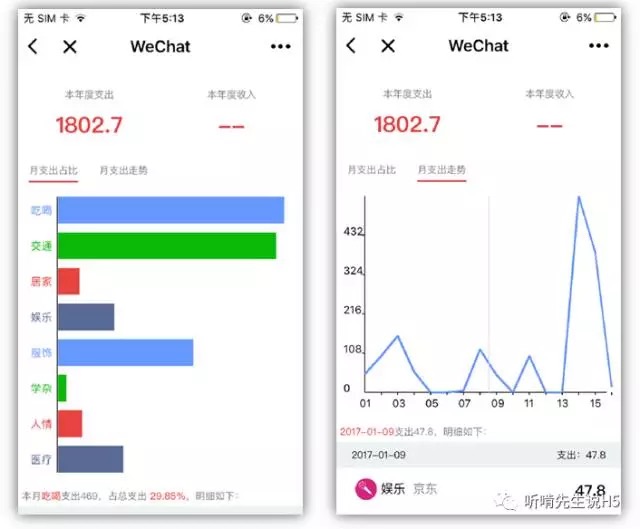 无 SIM 卡
下午5:13
6%
WeChat
本年度支出
本年度收入
1802.7
--
月支出占比
月支出走势
吃喝
交通
居家
娱乐
服饰
学杂
人情
医疗
本月吃喝支出469，占总支出 29.85%，明细如下：
无 SIM 卡
下午5:13
6%
WeChat
本年度支出
本年度收入
1802.7
--
月支出占比
月支出走势
432
324
216
108
0
01 03 05 07 09 11 13 15
2017-01-09支出47.8，明细如下：
2017-01-09
支出：47.8
娱乐 京东
47.8
听啃先生说H5